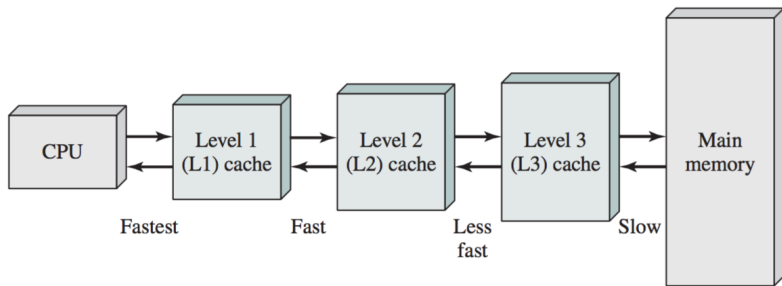 CPU
Level 1
(L1) cache
Level 2
(L2) cache
Level 3
(L3) cache
Main
memory
Fastest
Fast
Less
fast
Slow